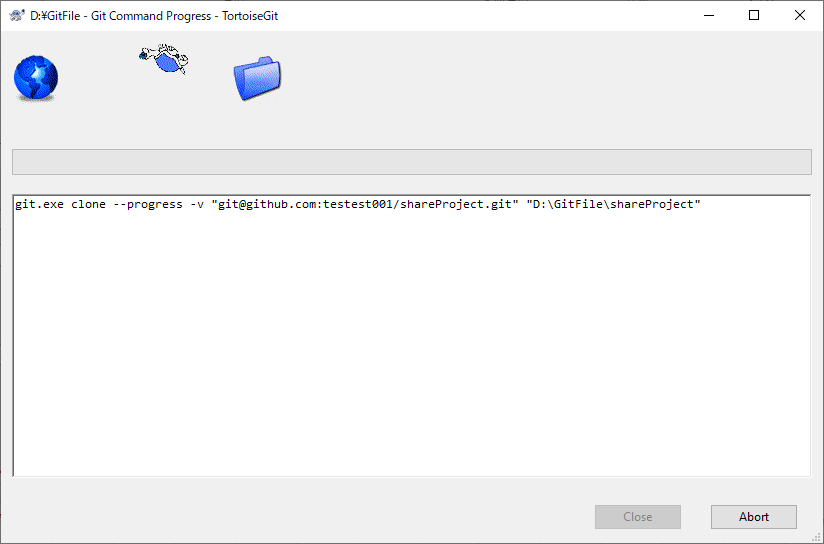 D:¥GitFile - Git Command Progress - TortoiseGit
git.exe clone --progress -v "git@github.com:testest001/shareProject.git" "D:\GitFile\shareProject"
Close
Abort